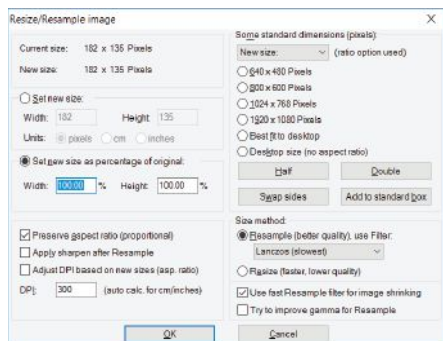 Resize/Resample image
Current size: 182 x 135 Pixels
New size: 182 x 135 Pixels
Set new size:
Width: 182 Height: 135
Units: pixels cm inches
Set new size as percentage of original:
Width: 100.00 % Height: 100.00 %
Preserve aspect ratio (proportional)
Apply sharpen after Resample
Adjust DPI based on new sizes (asp. ratio)
DPI: 300 (auto calc. for cm/inches)
Some standard dimensions (pixels):
New size: (ratio option used)
640 x 480 Pixels
800 x 600 Pixels
1024 x 768 Pixels
1920 x 1080 Pixels
Best fit to desktop
Desktop size (no aspect ratio)
Half Double
Swap sides Add to standard box
Size method:
Resample (better quality), use Filter:
Lanczos (slowest)
Resize (faster, lower quality)
Use fast Resample filter for image shrinking
Try to improve gamma for Resample
OK Cancel